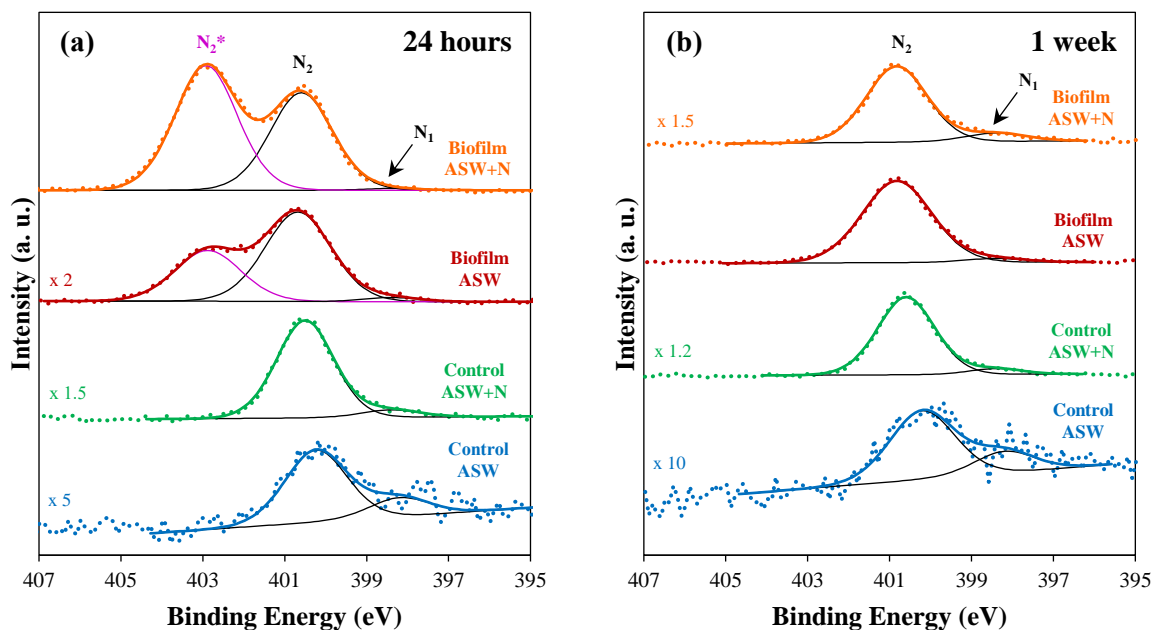 (a)
N₂*
N₂
24 hours
N₁
Biofilm
ASW+N
x 2
Biofilm
ASW
x 1.5
Control
ASW+N
x 5
Control
ASW
407 405 403 401 399 397 395
Binding Energy (eV)
Intensity (a. u.)
(b)
N₂
1 week
N₁
x 1.5
Biofilm
ASW+N
Biofilm
ASW
x 1.2
Control
ASW+N
x 10
Control
ASW
407 405 403 401 399 397 395
Binding Energy (eV)
Intensity (a. u.)